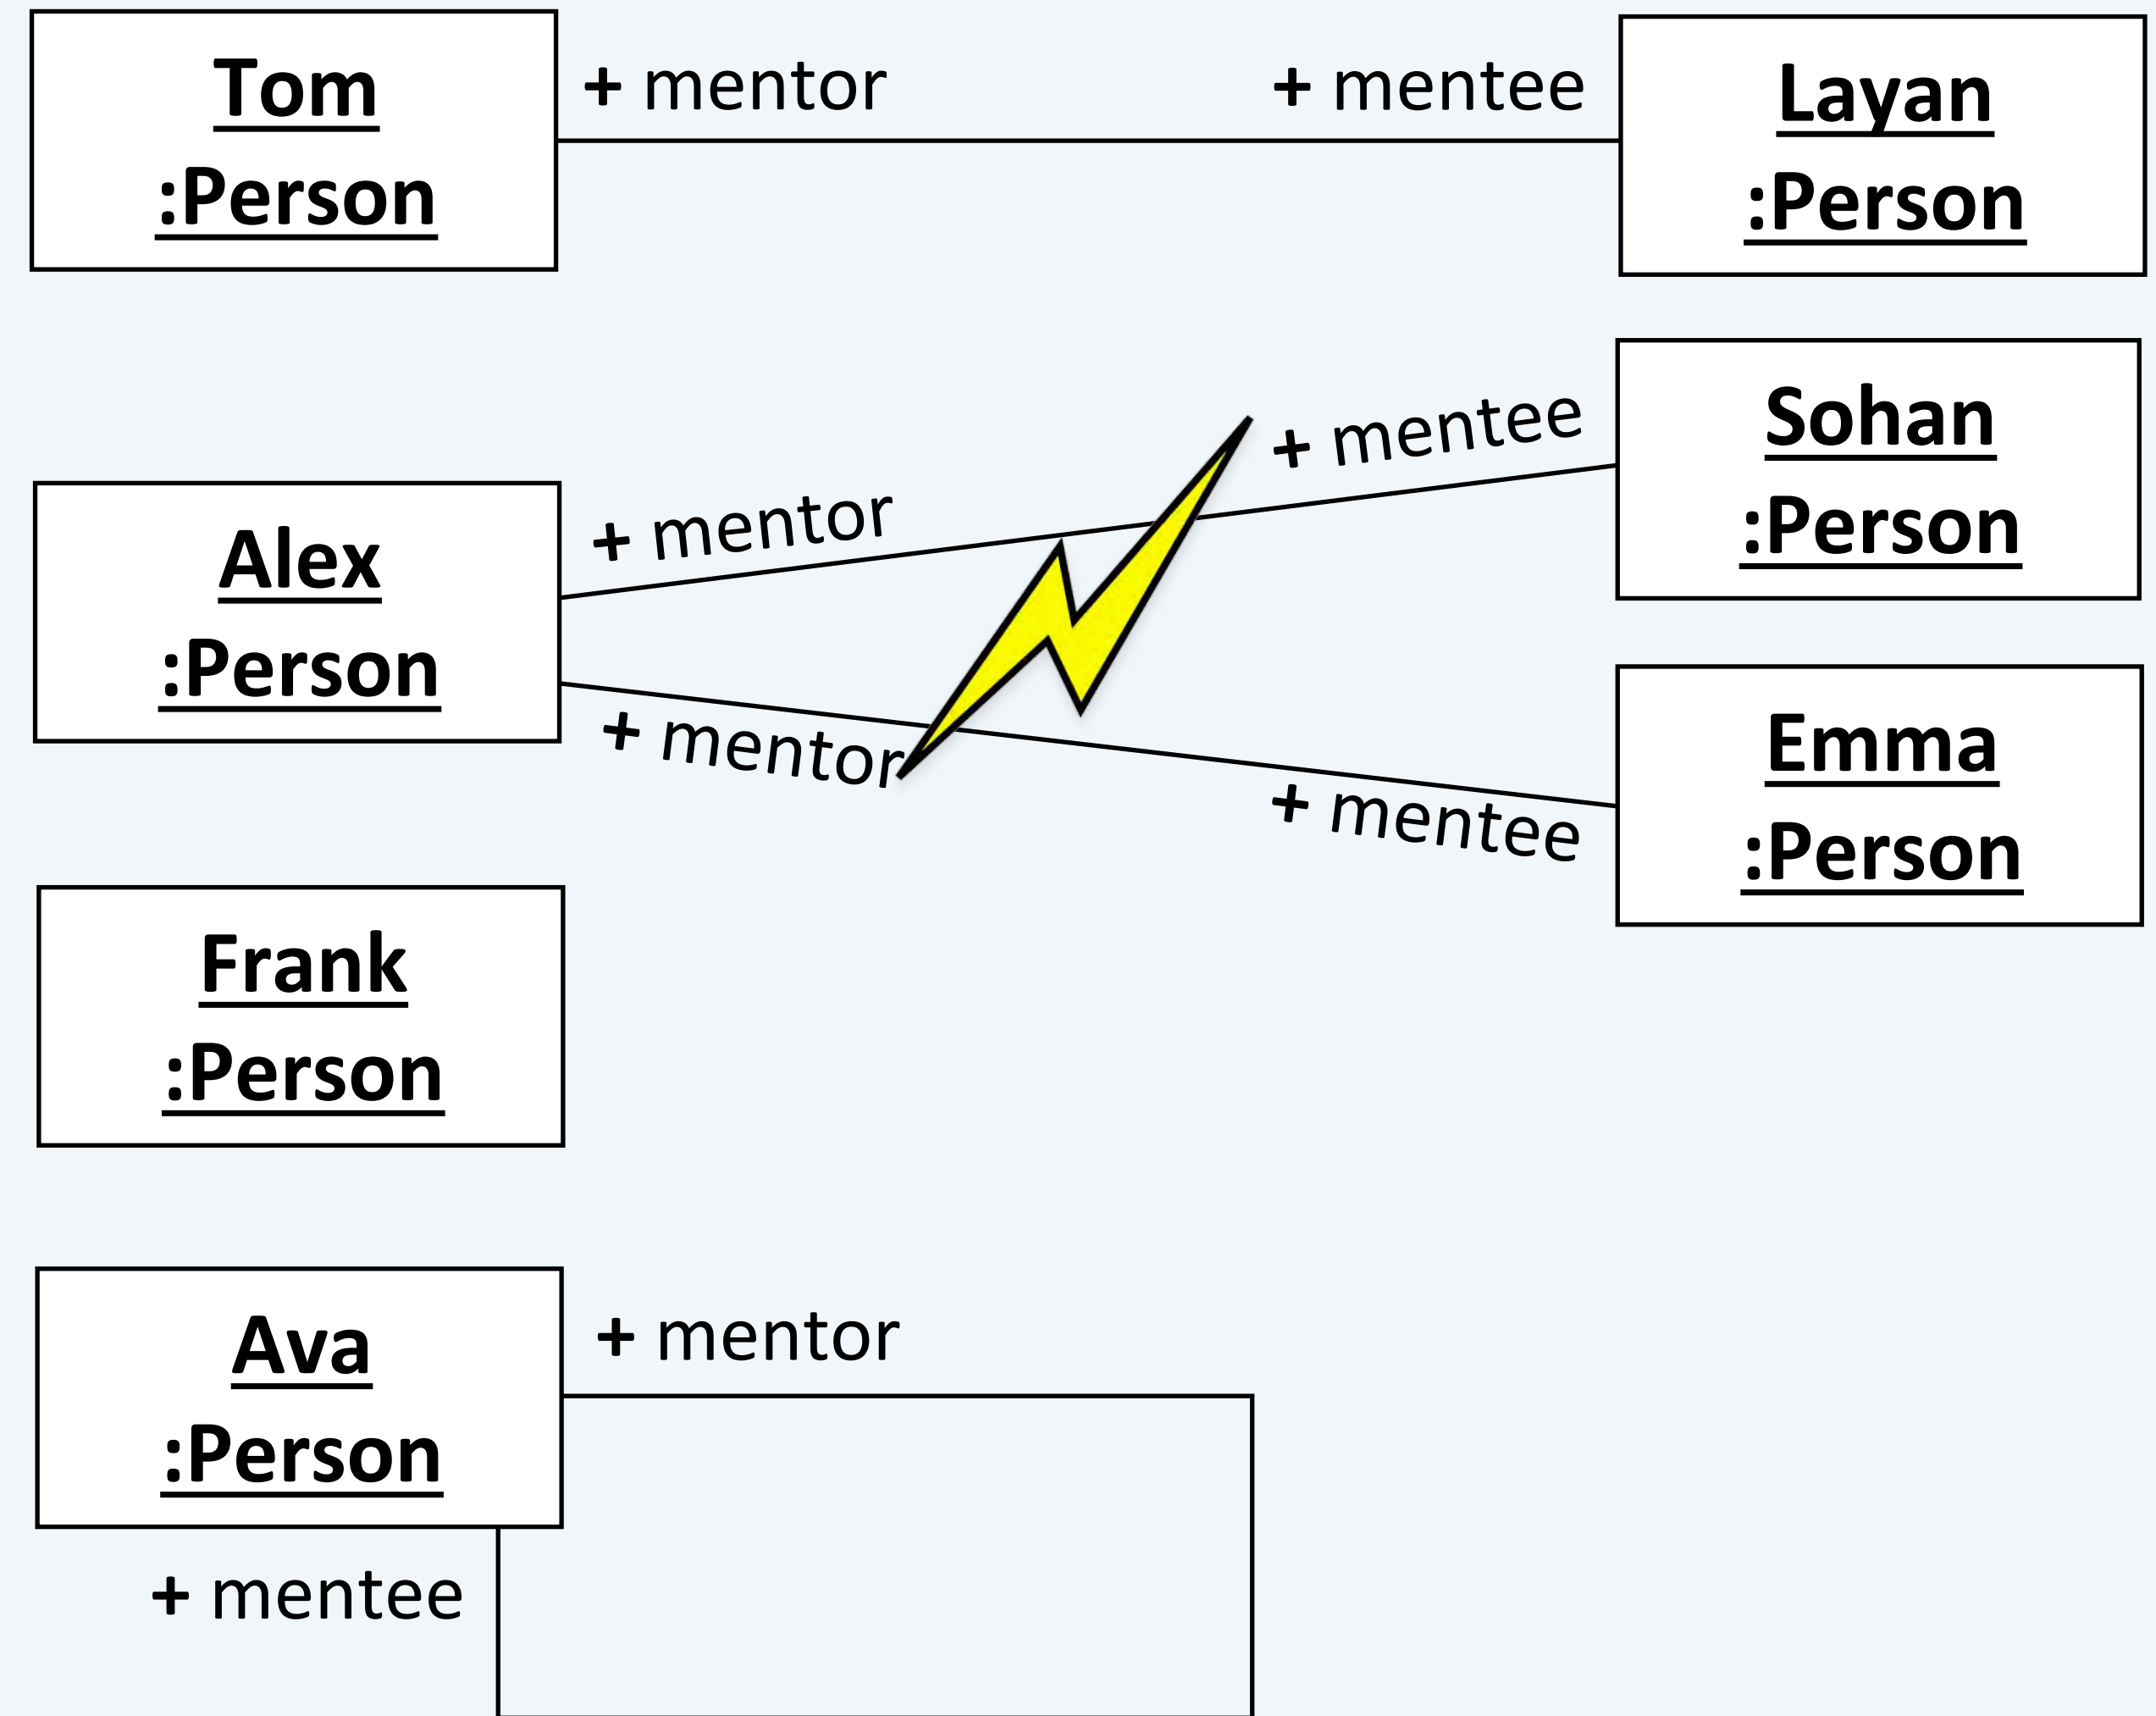 Tom
:Person
+ mentor
+ mentee
Layan
:Person
Alex
:Person
+ mentor
+ mentee
Sohan
:Person
+ mentor
+ mentee
Emma
:Person
Frank
:Person
Ava
:Person
+ mentor
+ mentee